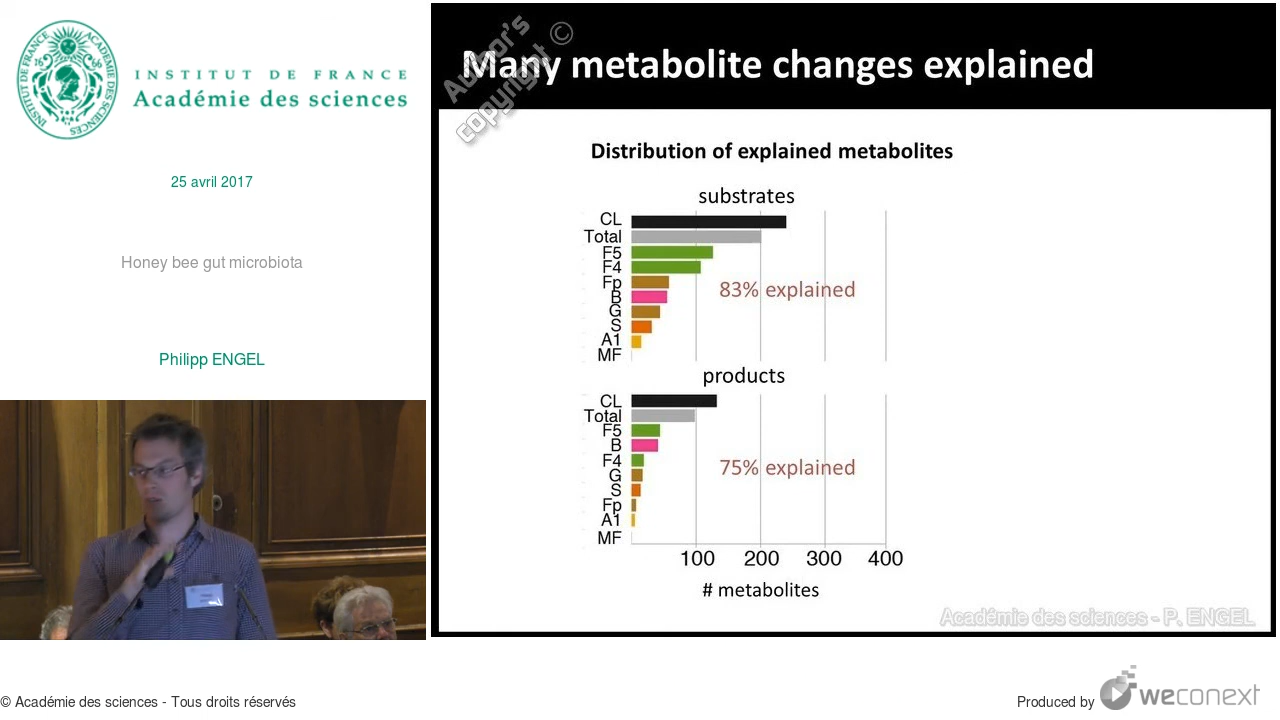 INSTITUT DE FRANCE
Académie des sciences
25 avril 2017
Honey bee gut microbiota
Philipp ENGEL
Author's copyright ©
Many metabolite changes explained
Distribution of explained metabolites
substrates
CL
Total
F5
F4
Fp
B
G
S
A1
MF
83% explained
products
CL
Total
F5
B
F4
G
S
Fp
A1
MF
75% explained
100 200 300 400
# metabolites
Académie des sciences - P. ENGEL
© Académie des sciences - Tous droits réservés
Produced by weconext